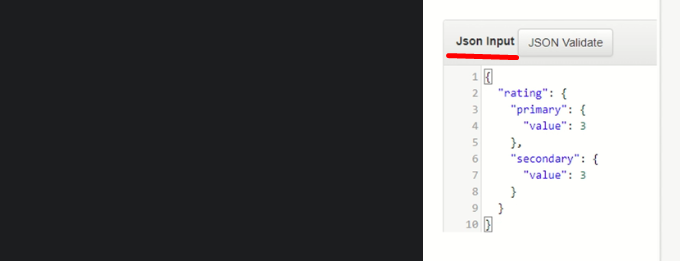 Json Input JSON Validate
1 {
2 "rating": {
3 "primary": {
4 "value": 3
5 },
6 "secondary": {
7 "value": 3
8 }
9 }
10 }